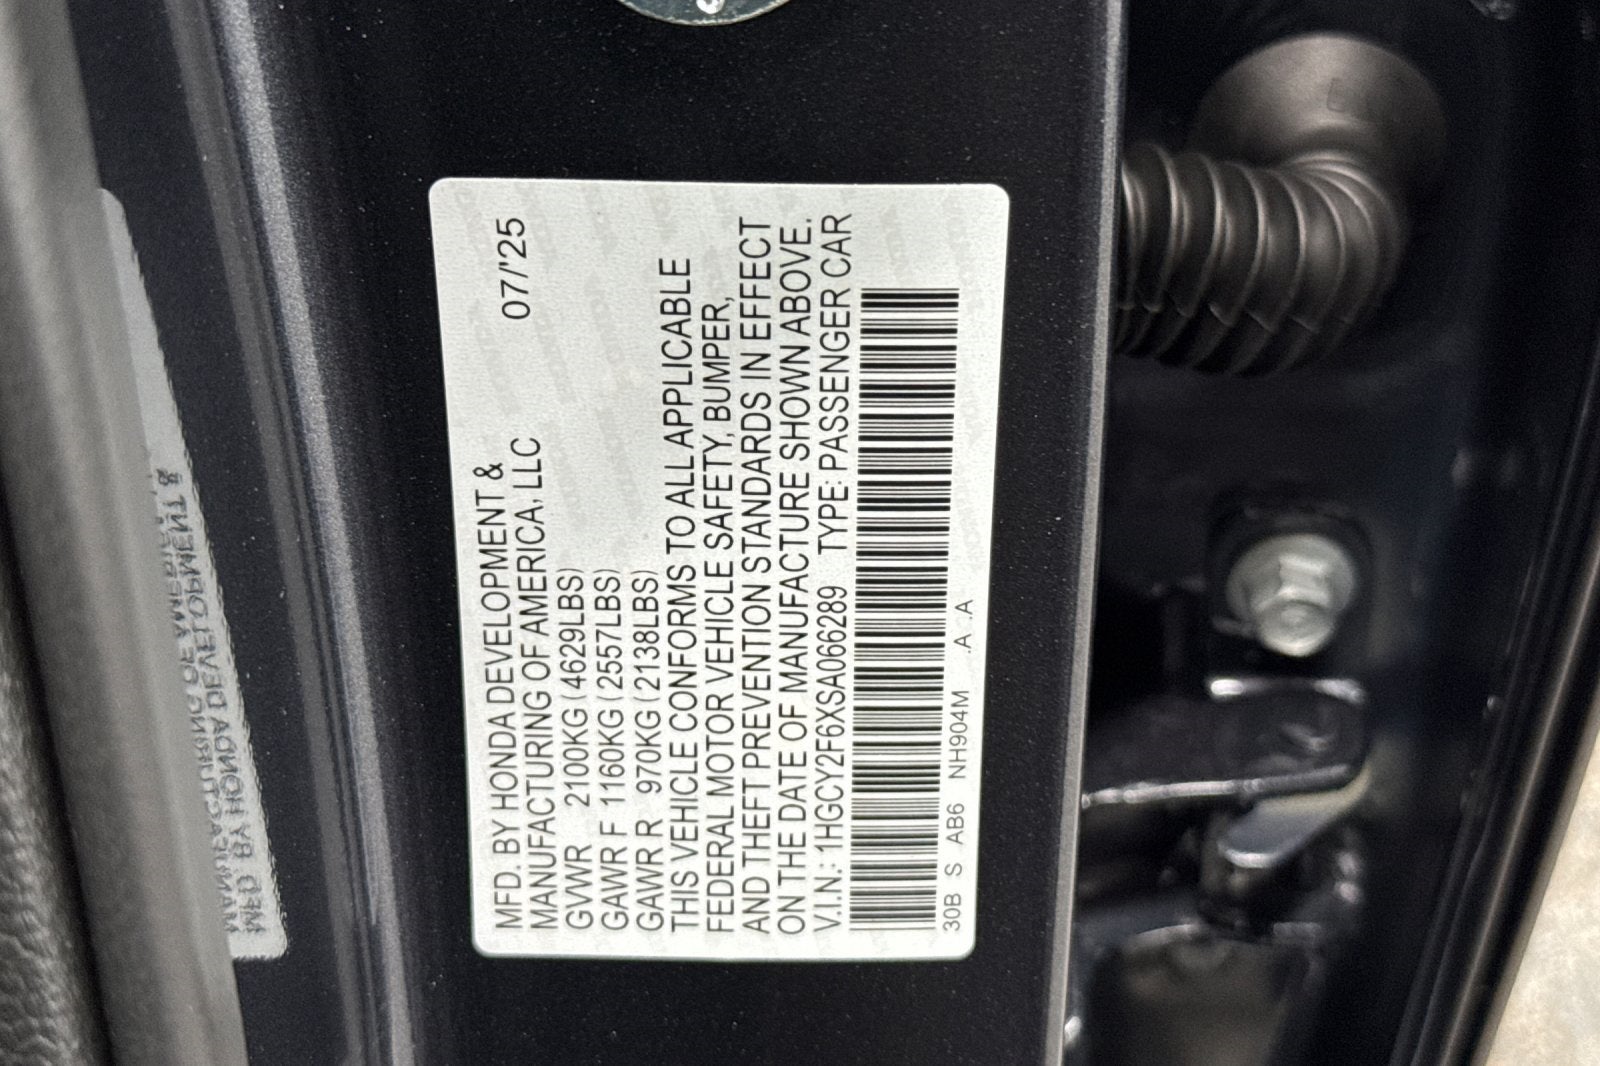 MFD. BY HONDA DEVELOPMENT &
MANUFACTURING OF AMERICA, LLC 07/'25
GVWR 2100KG (4629LBS)
GAWR F 1160KG (2557LBS)
GAWR R 970KG (2138LBS)
THIS VEHICLE CONFORMS TO ALL APPLICABLE
FEDERAL MOTOR VEHICLE SAFETY, BUMPER,
AND THEFT PREVENTION STANDARDS IN EFFECT
ON THE DATE OF MANUFACTURE SHOWN ABOVE.
V.I.N.: 1HGCY2F6XSA066289 TYPE: PASSENGER CAR
30B S AB6 NH904M